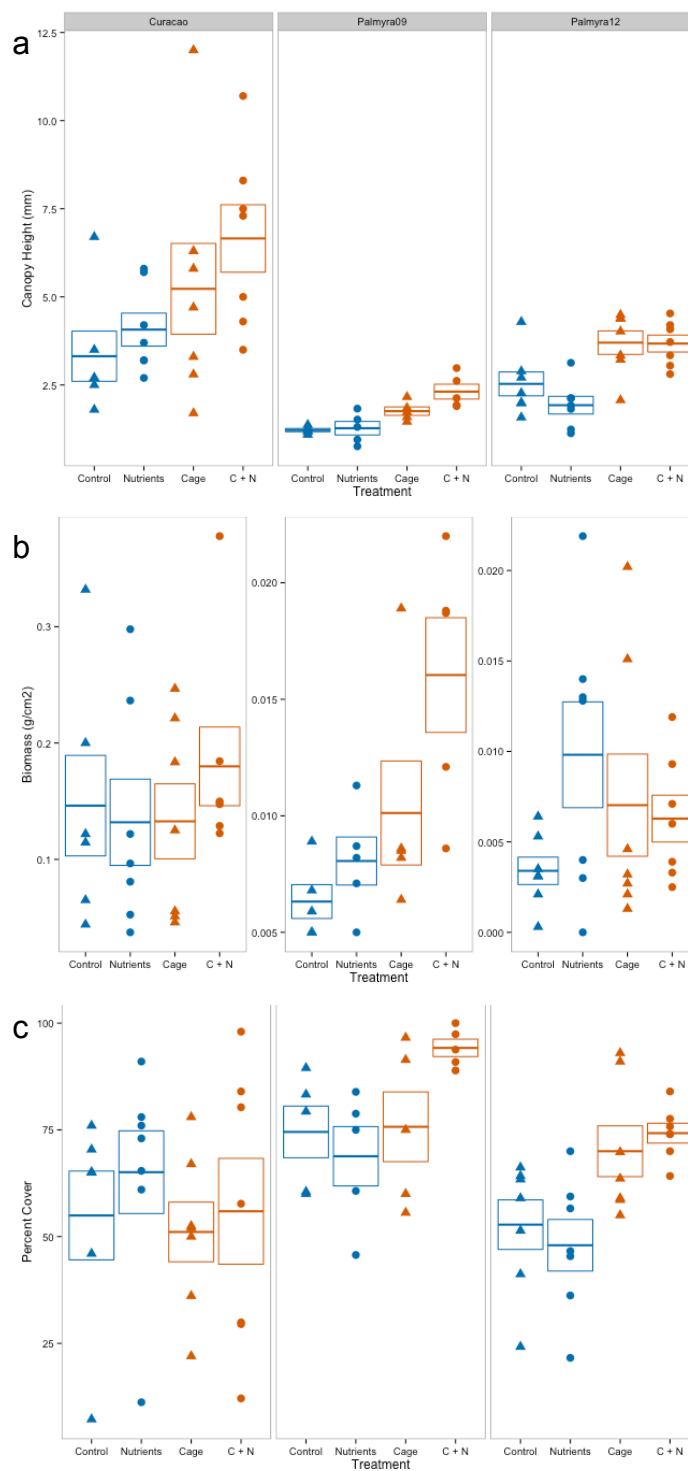 a
Curacao Palmyra09 Palmyra12
12.5
10.0
7.5
5.0
2.5
Canopy Height (mm)
Control Nutrients Cage C + N Control Nutrients Cage C + N Control Nutrients Cage C + N
Treatment
b
0.3
0.2
0.1
Biomass (g/cm2)
0.020
0.015
0.010
0.005
0.020
0.015
0.010
0.005
0.000
Control Nutrients Cage C + N Control Nutrients Cage C + N Control Nutrients Cage C + N
Treatment
c
100
75
50
25
Percent Cover
Control Nutrients Cage C + N Control Nutrients Cage C + N Control Nutrients Cage C + N
Treatment